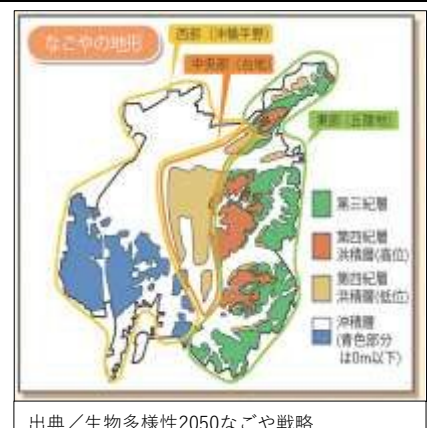 なごやの地形
西部（沖積平野）
中央部（台地）
東部（丘陵地）
第三紀層
第四紀層
洪積層(高位)
第四紀層
洪積層(低位)
沖積層
(青色部分
は0m以下)
出典／生物多様性2050なごや戦略